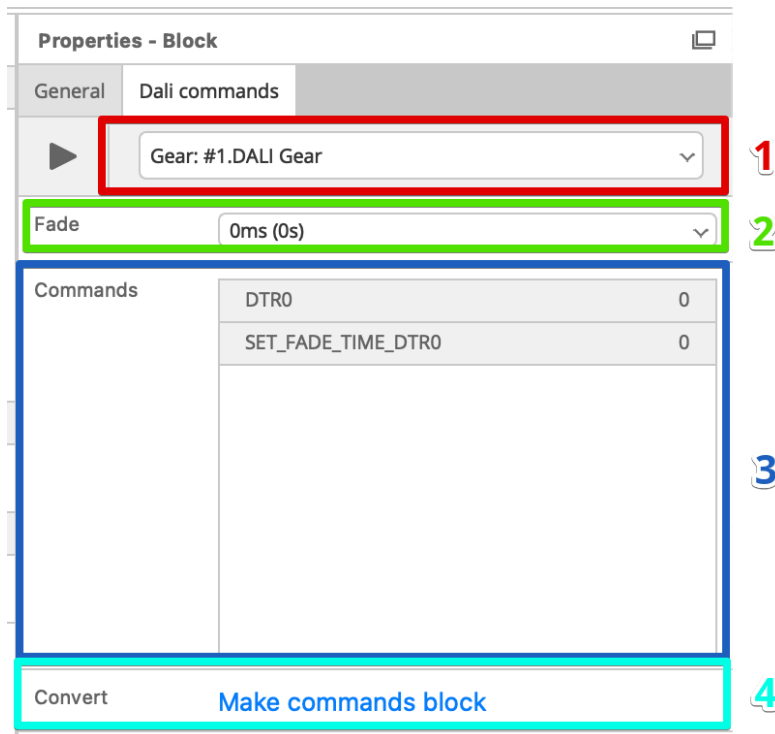 Properties - Block
General Dali commands
Gear: #1.DALI Gear 1
Fade 0ms (0s) 2
Commands DTR0 0
SET_FADE_TIME_DTR0 0
3
Convert Make commands block 4